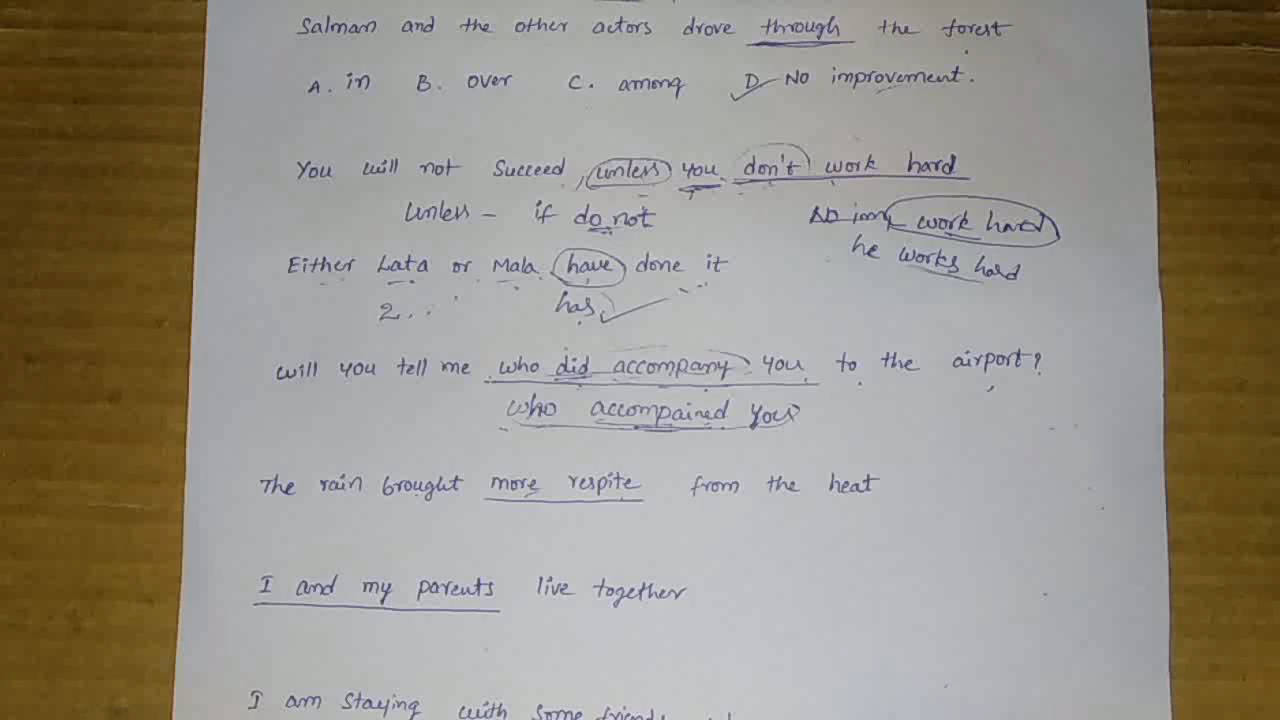 Salman and the other actors drove through the forest
A. in B. over C. among D. No improvement.
You will not Succeed, unless you don't work hard
Unless - if do not work hard
he works hard
Either Lata or Mala have done it
2.. has
will you tell me who did accompany you to the airport?
who accompained you
The rain brought more respite from the heat
I and my parents live together
I am staying with some friends